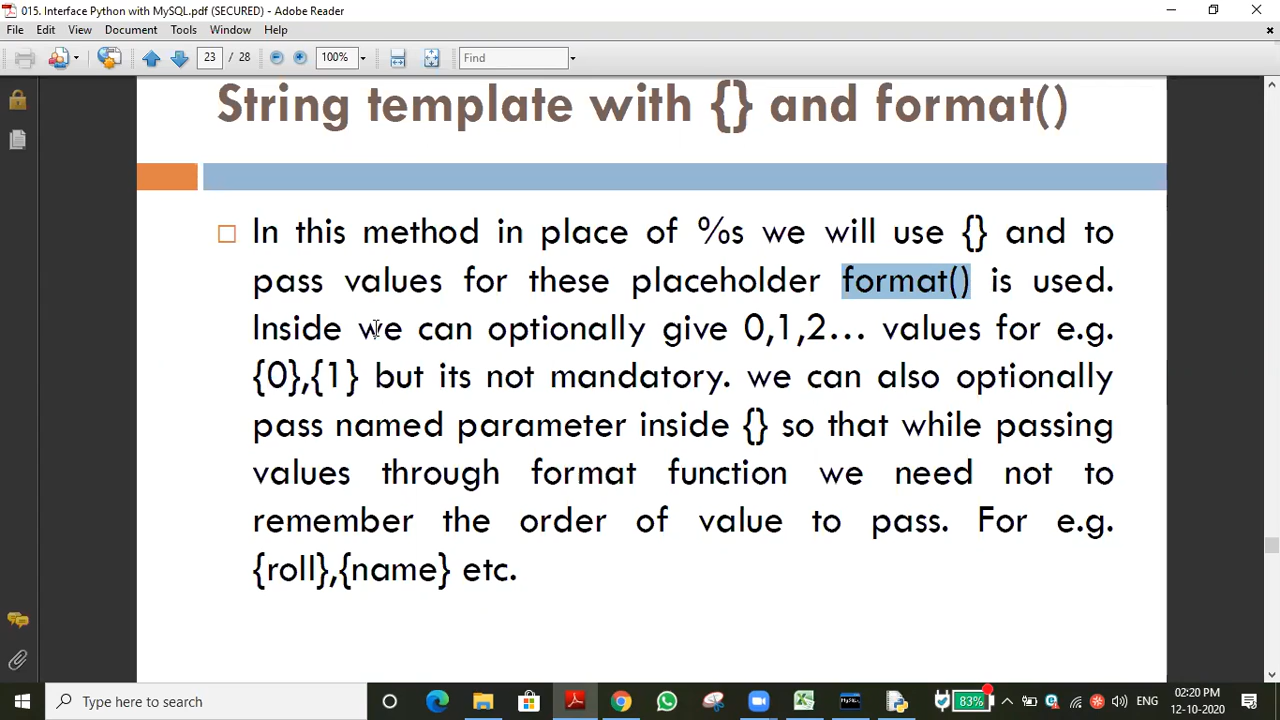 015. Interface Python with MySQL.pdf (SECURED) - Adobe Reader
File Edit View Document Tools Window Help
23 / 28 100% Find
String template with {} and format()
In this method in place of %s we will use {} and to
pass values for these placeholder format() is used.
Inside we can optionally give 0,1,2... values for e.g.
{0},{1} but its not mandatory. we can also optionally
pass named parameter inside {} so that while passing
values through format function we need not to
remember the order of value to pass. For e.g.
{roll},{name} etc.
Type here to search
83%
ENG
02:20 PM
12-10-2020